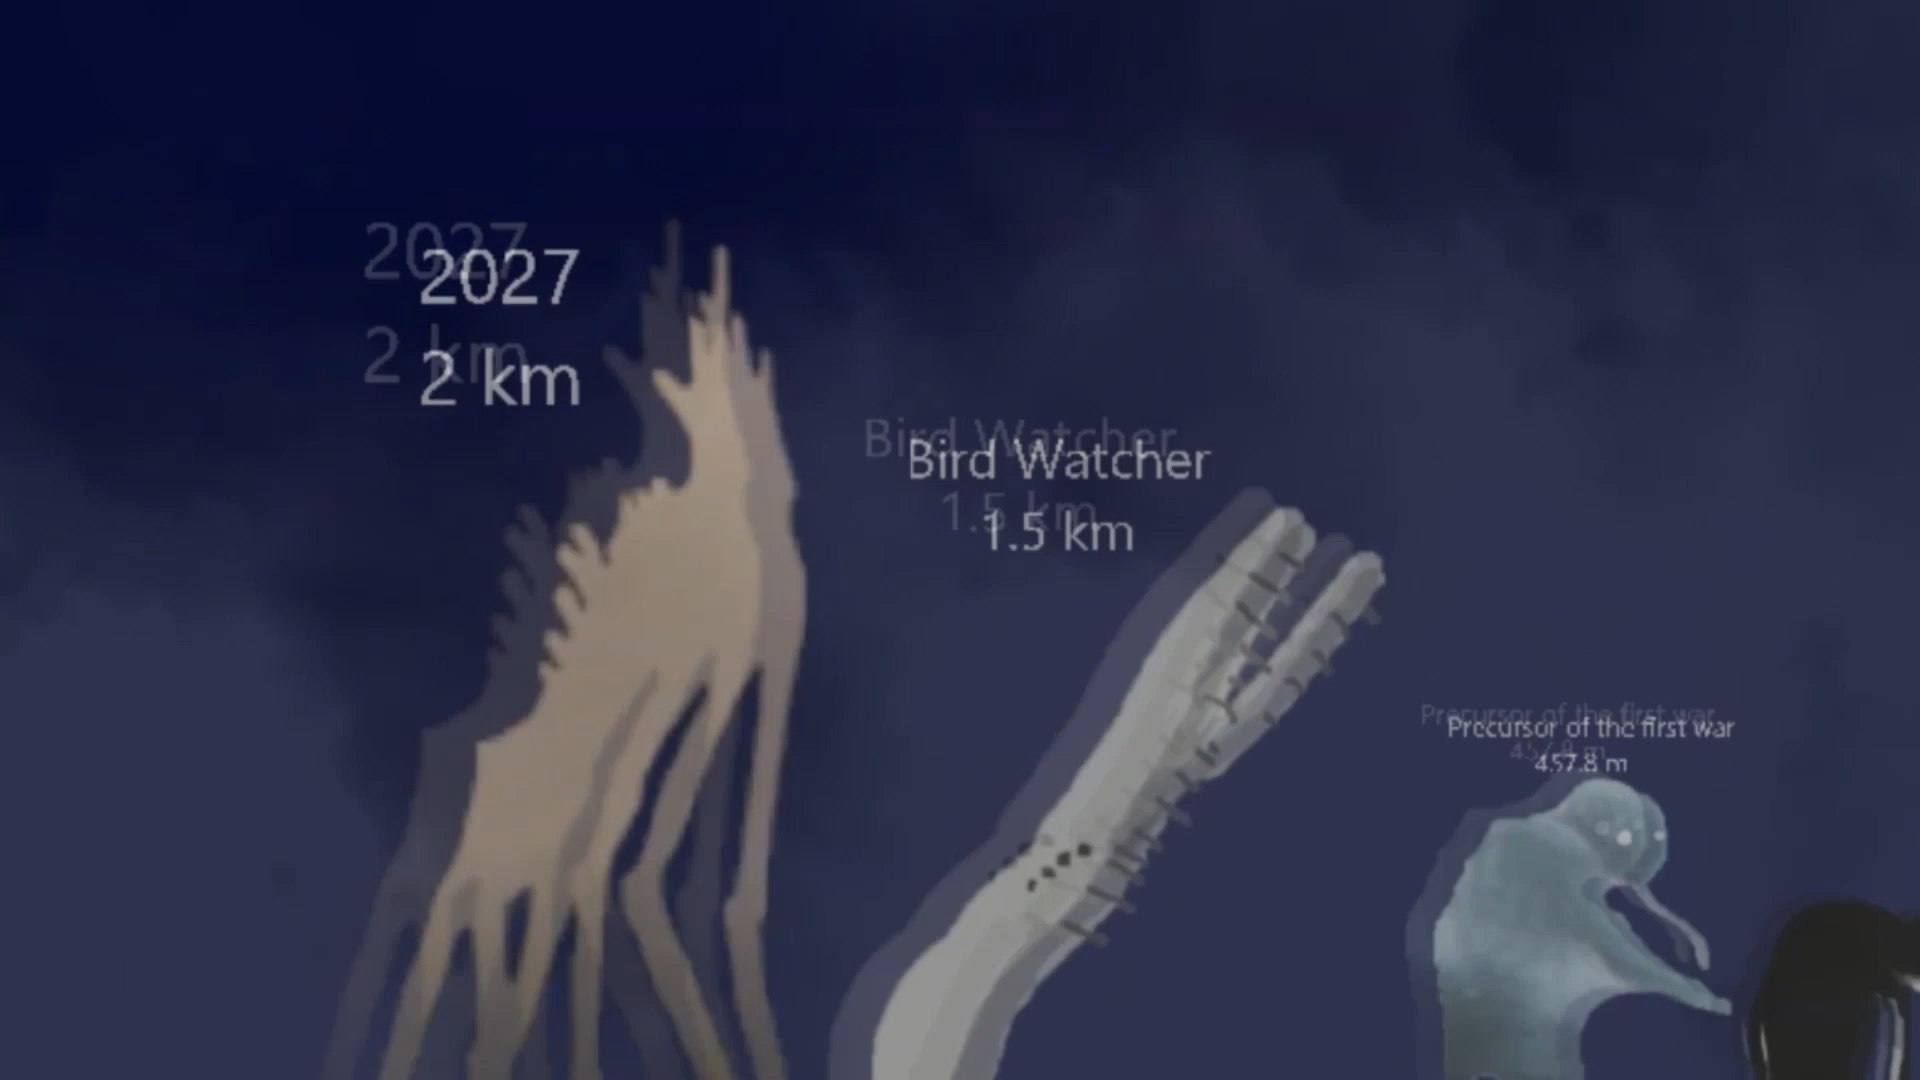 2027
2 km
Bird Watcher
1.5 km
Precursor of the first war
457.8 m